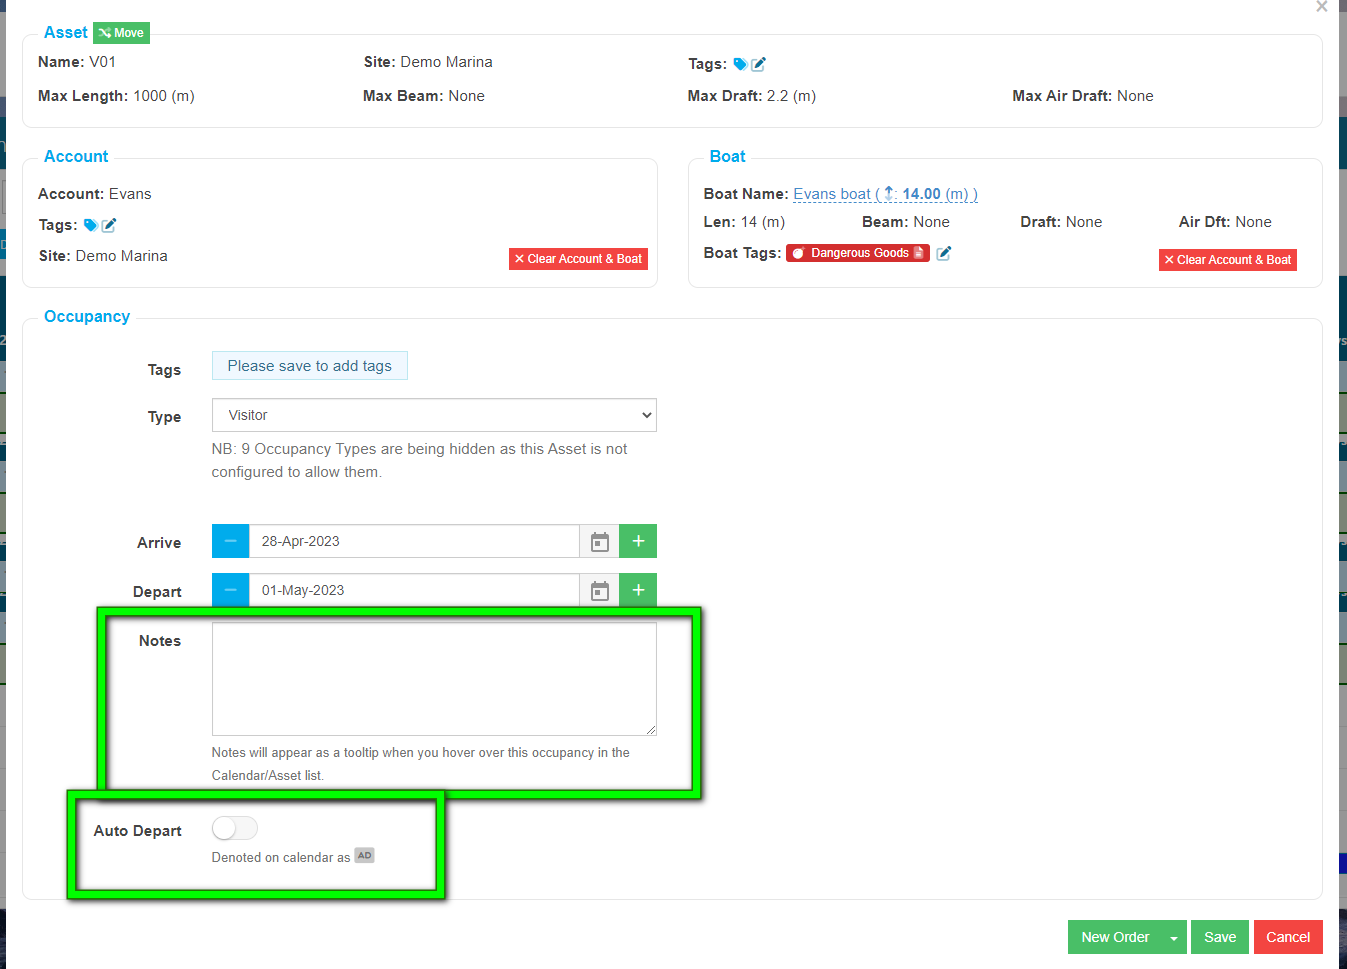 ×
Asset Move
Name: V01 Site: Demo Marina Tags:
Max Length: 1000 (m) Max Beam: None Max Draft: 2.2 (m) Max Air Draft: None
Account
Account: Evans
Tags:
Site: Demo Marina
× Clear Account & Boat
Boat
Boat Name: Evans boat ( : 14.00 (m) )
Len: 14 (m) Beam: None Draft: None Air Dft: None
Boat Tags: Dangerous Goods
× Clear Account & Boat
Occupancy
Tags Please save to add tags
Type Visitor
NB: 9 Occupancy Types are being hidden as this Asset is not
configured to allow them.
Arrive − 28-Apr-2023 +
Depart − 01-May-2023 +
Notes
Notes will appear as a tooltip when you hover over this occupancy in the
Calendar/Asset list.
Auto Depart
Denoted on calendar as AD
New Order Save Cancel